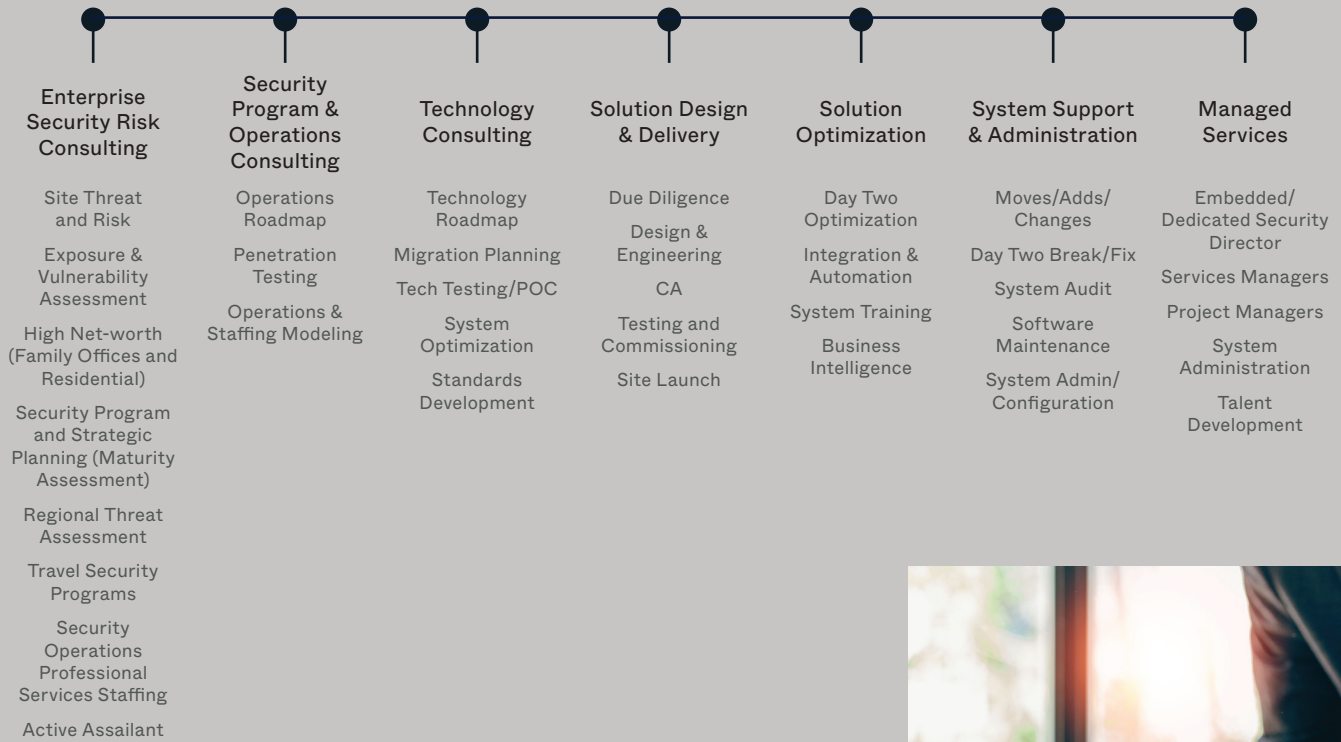 Enterprise
Security Risk
Consulting
Site Threat
and Risk
Exposure &
Vulnerability
Assessment
High Net-worth
(Family Offices and
Residential)
Security Program
and Strategic
Planning (Maturity
Assessment)
Regional Threat
Assessment
Travel Security
Programs
Security
Operations
Professional
Services Staffing
Active Assailant
Security
Program &
Operations
Consulting
Operations
Roadmap
Penetration
Testing
Operations &
Staffing Modeling
Technology
Consulting
Technology
Roadmap
Migration Planning
Tech Testing/POC
System
Optimization
Standards
Development
Solution Design
& Delivery
Due Diligence
Design &
Engineering
CA
Testing and
Commissioning
Site Launch
Solution
Optimization
Day Two
Optimization
Integration &
Automation
System Training
Business
Intelligence
System Support
& Administration
Moves/Adds/
Changes
Day Two Break/Fix
System Audit
Software
Maintenance
System Admin/
Configuration
Managed
Services
Embedded/
Dedicated Security
Director
Services Managers
Project Managers
System
Administration
Talent
Development